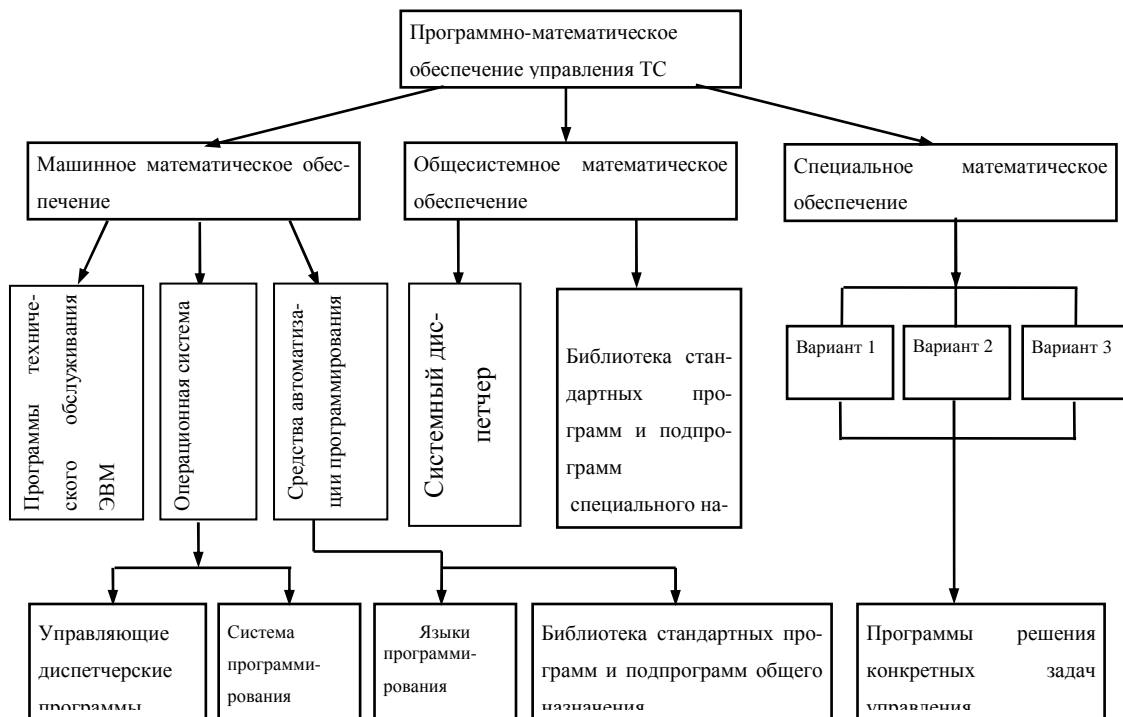 Программно-математическое
обеспечение управления ТС
Машинное математическое обес-
печение
Общесистемное математическое
обеспечение
Специальное математическое
обеспечение
Программы техниче-
ского обслуживания
ЭВМ
Операционная система
Средства автоматиза-
ции программирования
Системный дис-
петчер
Библиотека стан-
дартных про-
грамм и подпро-
грамм
специального на-
Вариант 1
Вариант 2
Вариант 3
Управляющие
диспетчерские
программы
Система
программи-
рования
Языки
программи-
рования
Библиотека стандартных про-
грамм и подпрограмм общего
назначения
Программы решения
конкретных задач
управления